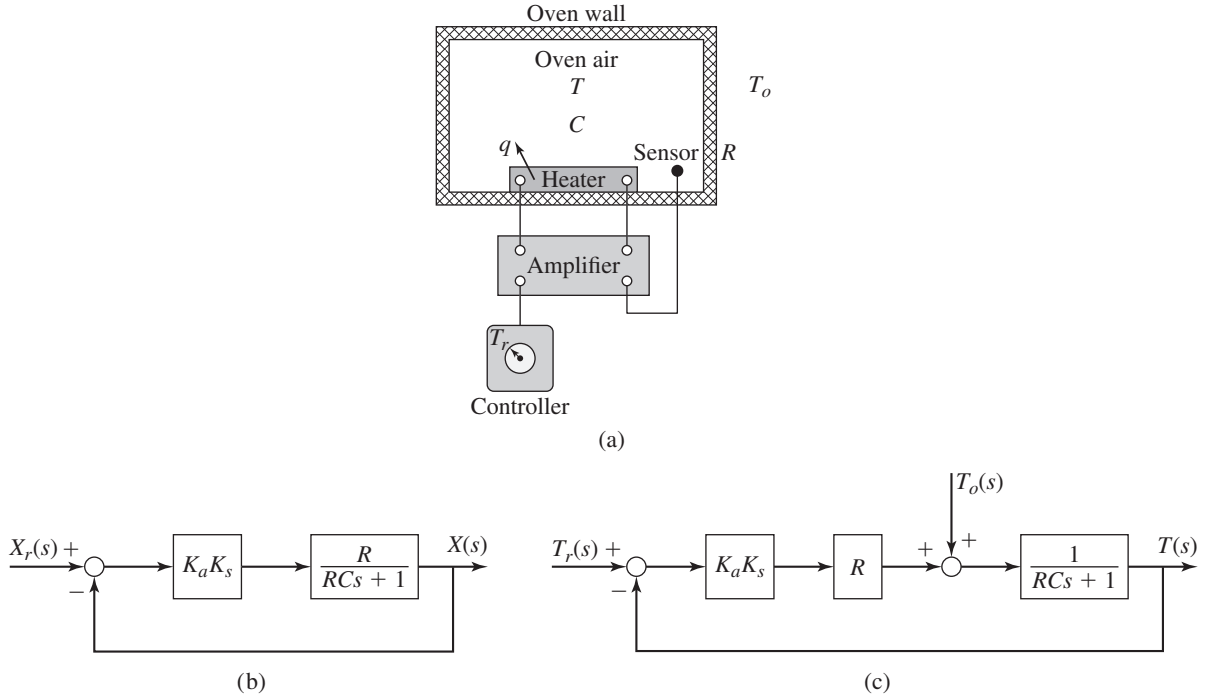 Oven wall
Oven air
T
T_o
C
q
Sensor
R
Heater
Amplifier
T_r
Controller
(a)
X_r(s) +
−
K_aK_s
R
RCs + 1
X(s)
(b)
T_r(s) +
−
K_aK_s
R
+
T_o(s)
+
1
RCs + 1
T(s)
(c)